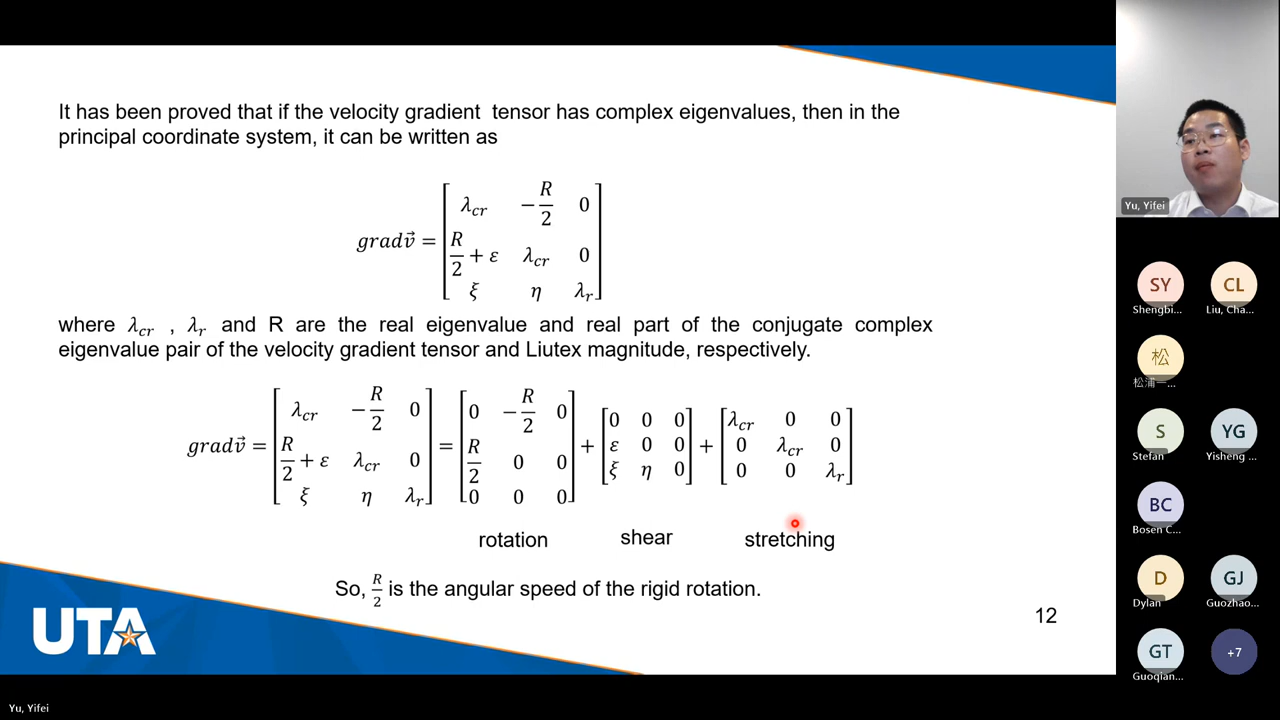 It has been proved that if the velocity gradient tensor has complex eigenvalues, then in the
principal coordinate system, it can be written as
grad𝑣⃗ = [ λcr −R/2 0
R/2 + ε λcr 0
ξ η λr ]
where λcr , λr and R are the real eigenvalue and real part of the conjugate complex
eigenvalue pair of the velocity gradient tensor and Liutex magnitude, respectively.
grad𝑣⃗ = [ λcr −R/2 0 ; R/2 + ε λcr 0 ; ξ η λr ] = [ 0 −R/2 0 ; R/2 0 0 ; 0 0 0 ] + [ 0 0 0 ; ε 0 0 ; ξ η 0 ] + [ λcr 0 0 ; 0 λcr 0 ; 0 0 λr ]
rotation shear stretching
So, R/2 is the angular speed of the rigid rotation.
12
UTA
Yu, Yifei
SY CL
Shengbi... Liu, Cha...
松
松浦一...
S YG
Stefan Yisheng ...
BC
Bosen C...
D GJ
Dylan Guozhao...
GT +7
Guoqian...
Yu, Yifei